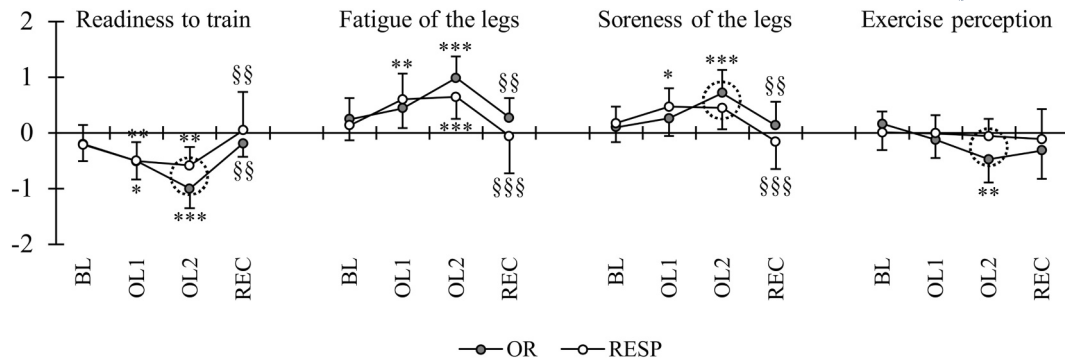 Readiness to train Fatigue of the legs Soreness of the legs Exercise perception
2
1
0
-1
-2
** ** §§
* *** §§
** *** §§
*** §§§
* *** §§
§§§
**
BL OL1 OL2 REC BL OL1 OL2 REC BL OL1 OL2 REC BL OL1 OL2 REC
OR RESP